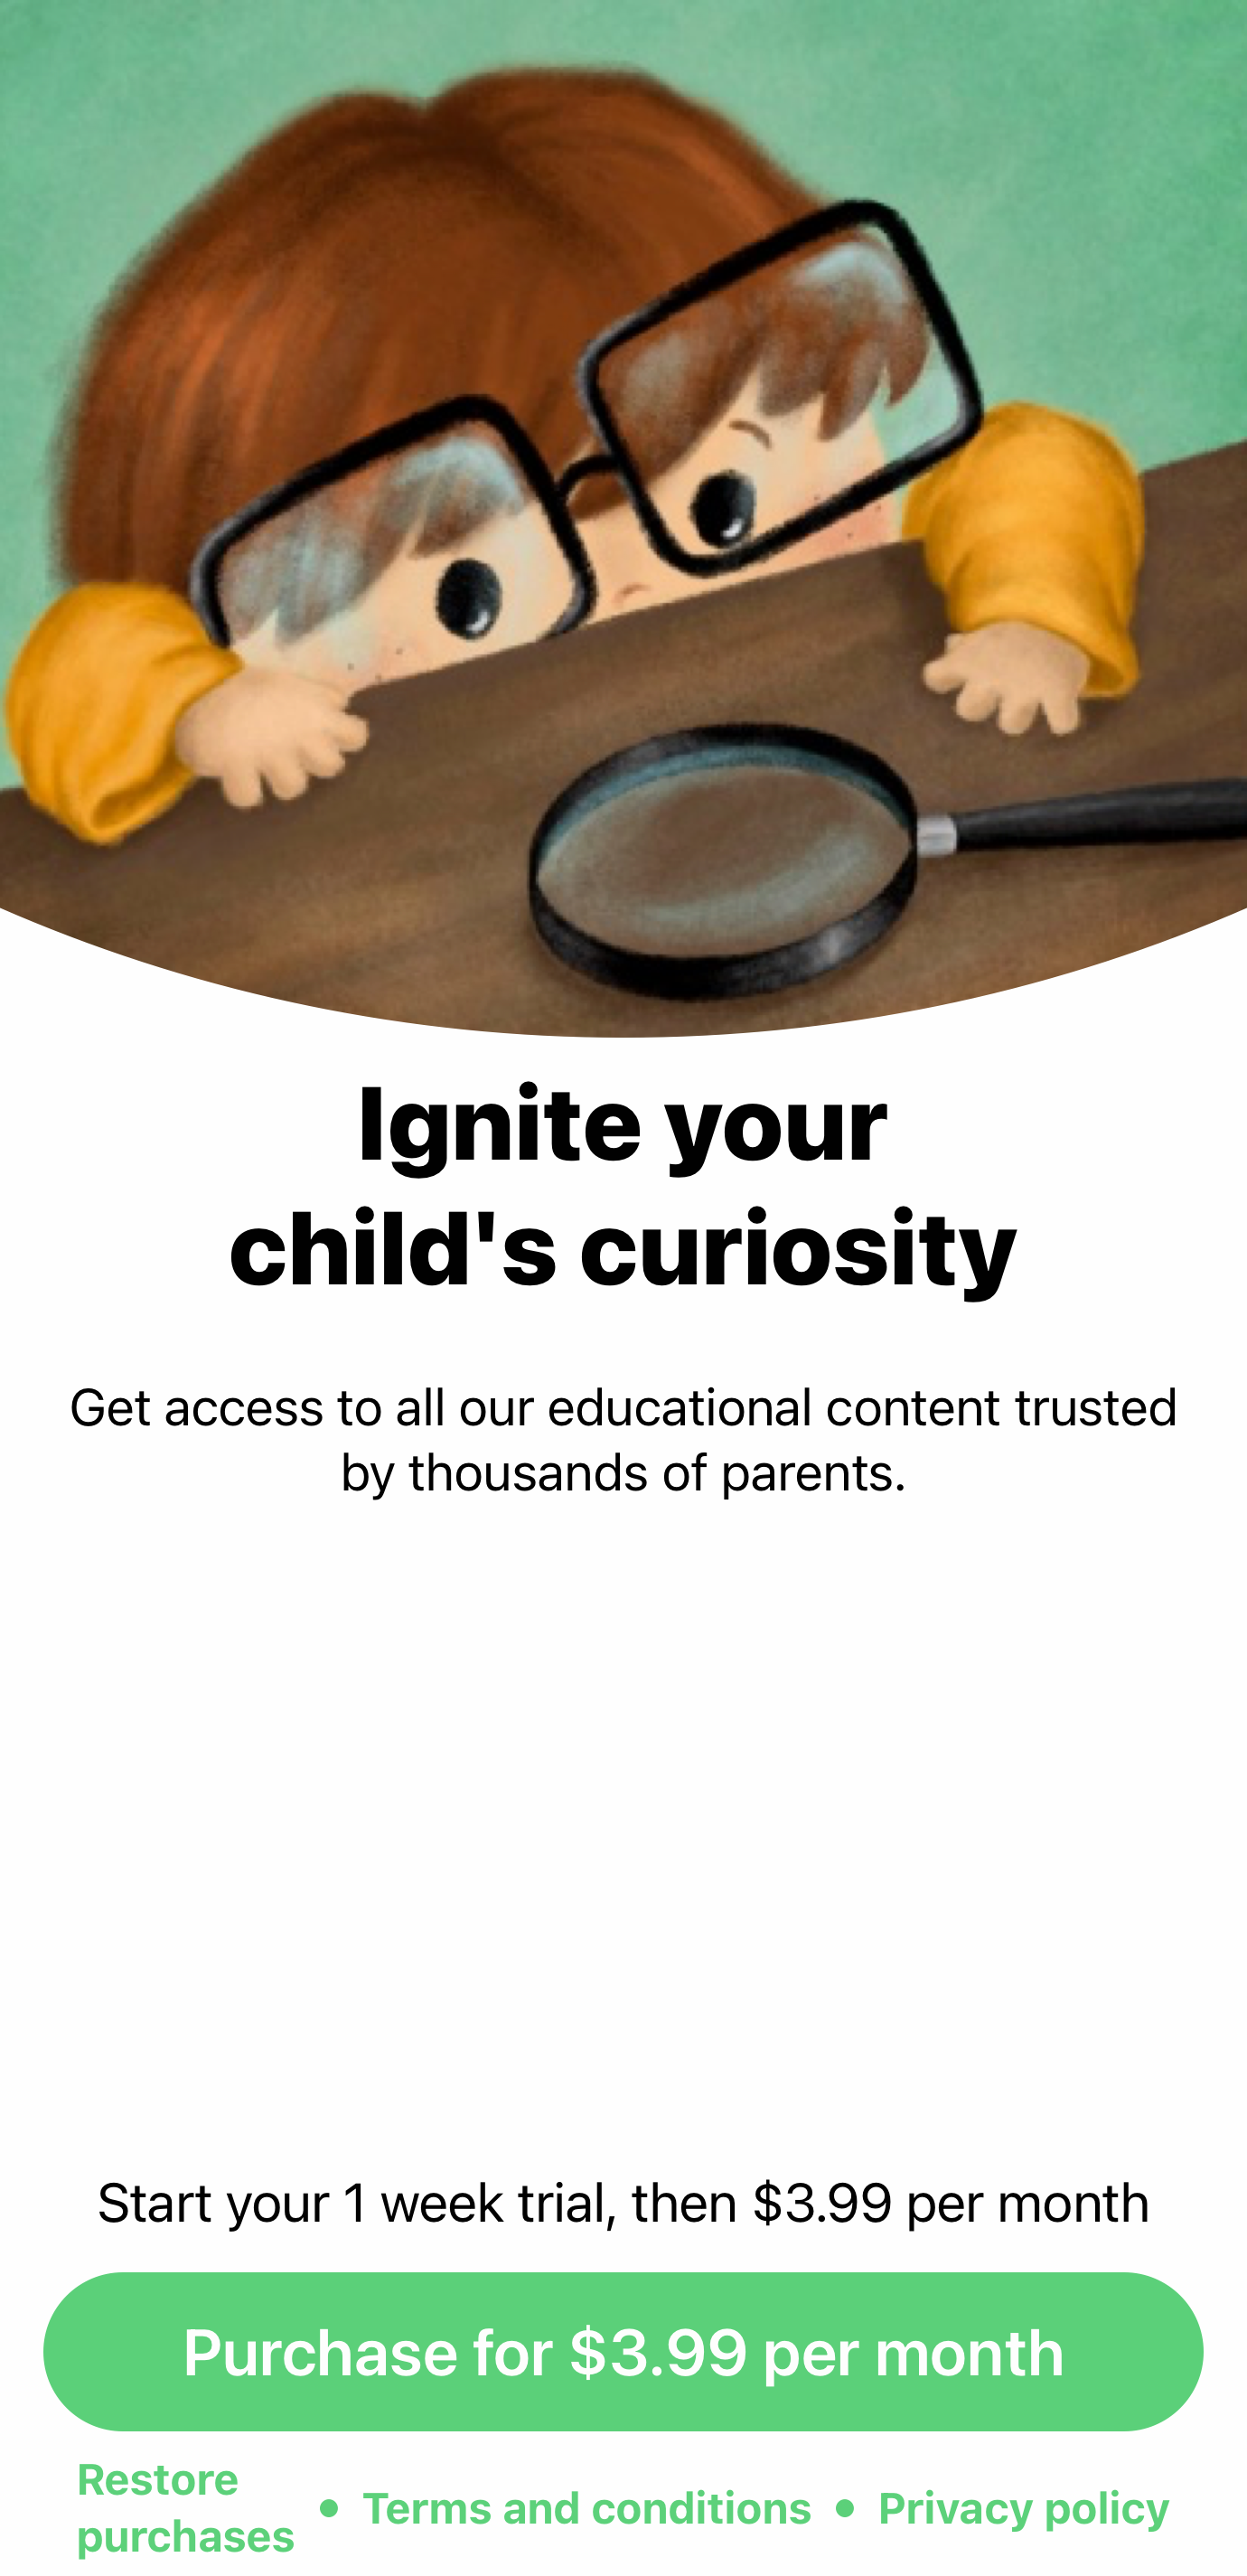 Ignite your
child's curiosity
Get access to all our educational content trusted
by thousands of parents.
Start your 1 week trial, then $3.99 per month
Purchase for $3.99 per month
Restore
purchases
• Terms and conditions • Privacy policy